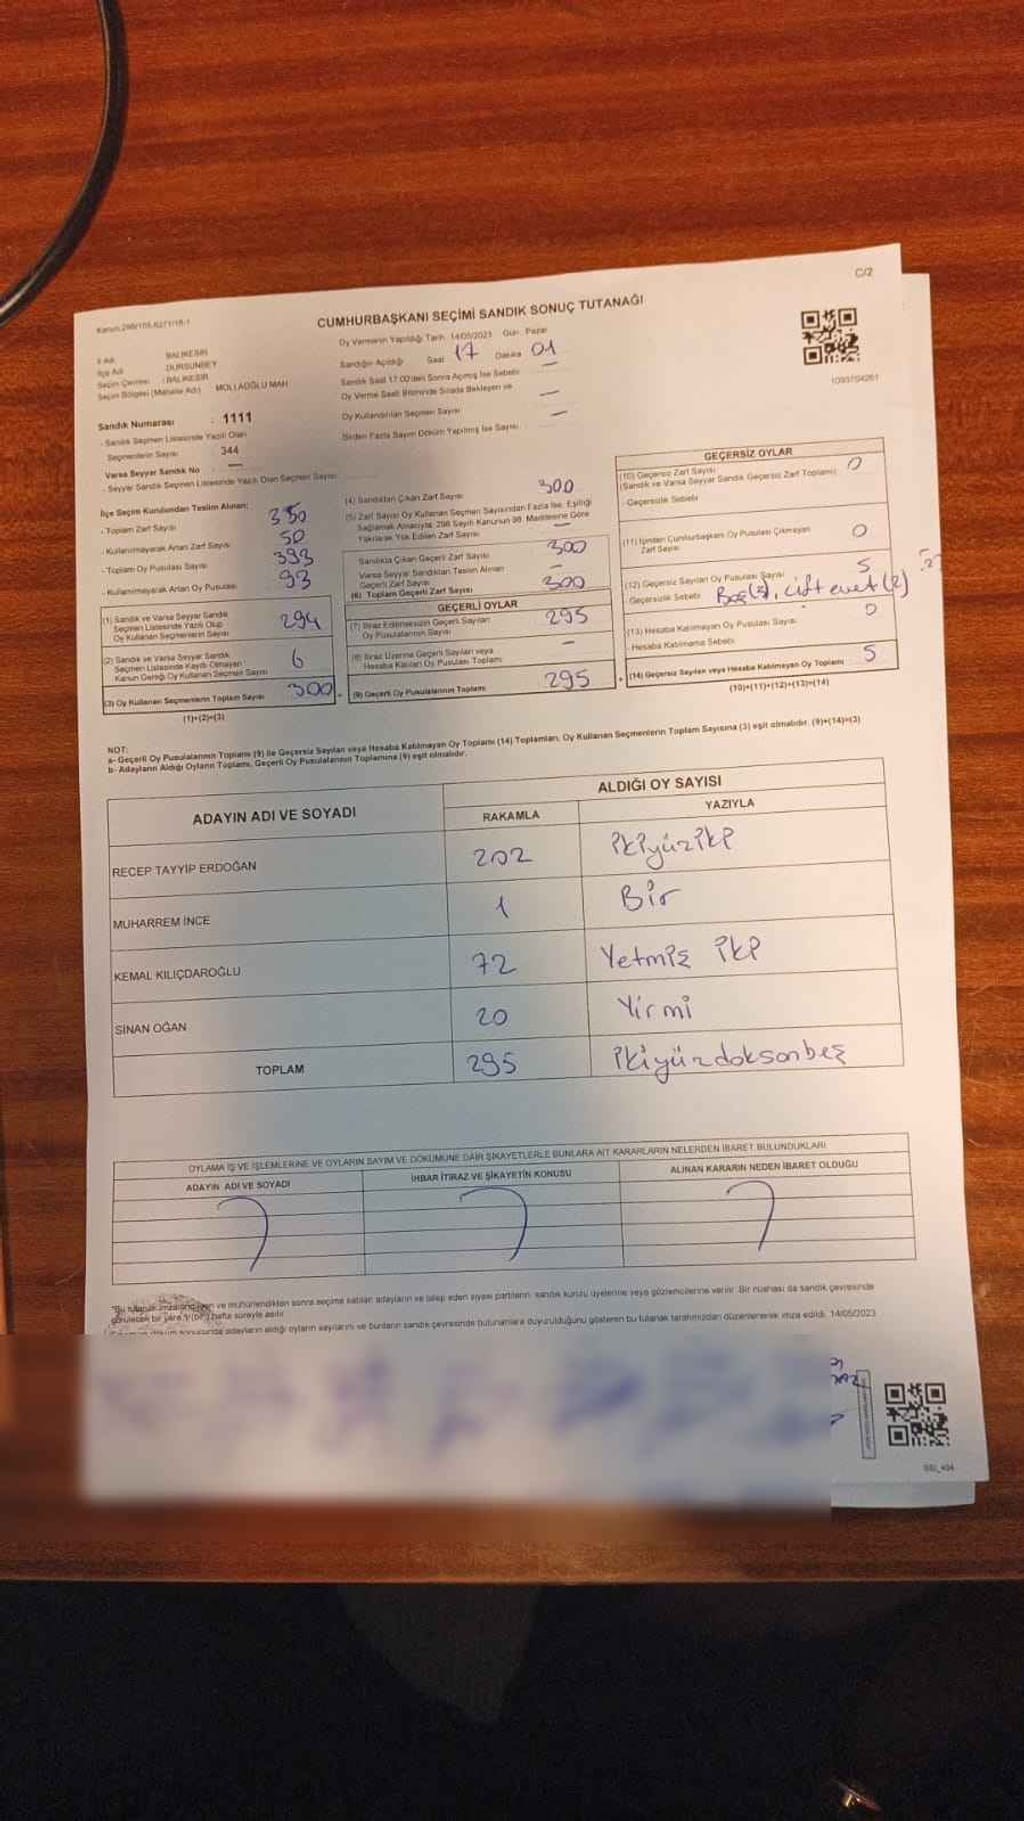 C/2
Kanun:298/105,6271/18-1
CUMHURBAŞKANI SEÇİMİ SANDIK SONUÇ TUTANAĞI
Oy Vermenin Yapıldığı Tarih: 14/05/2023 Gün: Pazar
İl Adı : BALIKESİR
İlçe Adı : DURSUNBEY
Seçim Çevresi : BALIKESİR
Seçim Bölgesi (Mahalle Adı) : MOLLAOĞLU MAH
Sandığın Açıldığı Saat 17 Dakika 01
Sandık Saat 17:00'den Sonra Açılmış İse Sebebi —
Oy Verme Saati Bitiminde Sırada Bekleyen ve
Oy Kullandırılan Seçmen Sayısı —
Birden Fazla Sayım Döküm Yapılmış İse Sayısı —
Sandık Numarası : 1111
- Sandık Seçmen Listesinde Yazılı Olan
Seçmenlerin Sayısı 344
Varsa Seyyar Sandık No : —
- Seyyar Sandık Seçmen Listesinde Yazılı Olan Seçmen Sayısı
İlçe Seçim Kurulundan Teslim Alınan:
- Toplam Zarf Sayısı 350
- Kullanılmayarak Artan Zarf Sayısı 50
- Toplam Oy Pusulası Sayısı 393
- Kullanılmayarak Artan Oy Pusulası 93
(1) Sandık ve Varsa Seyyar Sandık
Seçmen Listesinde Yazılı Olup
Oy Kullanan Seçmenlerin Sayısı 294
(2) Sandık ve Varsa Seyyar Sandık
Seçmen Listesinde Kayıtlı Olmayan
Kanun Gereği Oy Kullanan Seçmen Sayısı 6
(3) Oy Kullanan Seçmenlerin Toplam Sayısı 300
(1)+(2)=(3)
(4) Sandıktan Çıkan Zarf Sayısı 300
(5) Zarf Sayısı Oy Kullanan Seçmen Sayısından Fazla İse, Eşitliği
Sağlamak Amacıyla, 298 Sayılı Kanunun 98. Maddesine Göre
Yakılarak Yok Edilen Zarf Sayısı —
Sandıkta Çıkan Geçerli Zarf Sayısı 300
Varsa Seyyar Sandıktan Teslim Alınan
Geçerli Zarf Sayısı —
(6) Toplam Geçerli Zarf Sayısı 300
GEÇERLİ OYLAR
(7) İtiraz Edilmeksizin Geçerli Sayılan
Oy Pusulalarının Sayısı 295
(8) İtiraz Üzerine Geçerli Sayılan veya
Hesaba Katılan Oy Pusulası Toplamı —
(9) Geçerli Oy Pusulalarının Toplamı 295
GEÇERSİZ OYLAR
(10) Geçersiz Zarf Sayısı 0
(Sandık ve Varsa Seyyar Sandık Geçersiz Zarf Toplamı)
- Geçersizlik Sebebi
(11) İçinden Cumhurbaşkanı Oy Pusulası Çıkmayan
Zarf Sayısı 0
(12) Geçersiz Sayılan Oy Pusulası Sayısı 5
- Geçersizlik Sebebi Boş(3), çift evet(2)
(13) Hesaba Katılmayan Oy Pusulası Sayısı 0
- Hesaba Katılmama Sebebi
(14) Geçersiz Sayılan veya Hesaba Katılmayan Oy Toplamı 5
(10)+(11)+(12)+(13)=(14)
NOT:
a- Geçerli Oy Pusulalarının Toplamı (9) ile Geçersiz Sayılan veya Hesaba Katılmayan Oy Toplamı (14) Toplamları, Oy Kullanan Seçmenlerin Toplam Sayısına (3) eşit olmalıdır. (9)+(14)=(3)
b- Adayların Aldığı Oyların Toplamı, Geçerli Oy Pusulalarının Toplamına (9) eşit olmalıdır.
ADAYIN ADI VE SOYADI
ALDIĞI OY SAYISI
RAKAMLA YAZIYLA
RECEP TAYYİP ERDOĞAN 202 ikiyüziki
MUHARREM İNCE 1 Bir
KEMAL KILIÇDAROĞLU 72 Yetmiş iki
SİNAN OĞAN 20 Yirmi
TOPLAM 295 ikiyüzdoksanbeş
OYLAMA İŞ VE İŞLEMLERİNE VE OYLARIN SAYIM VE DÖKÜMÜNE DAİR ŞİKAYETLERLE BUNLARA AİT KARARLARIN NELERDEN İBARET BULUNDUKLARI
ADAYIN ADI VE SOYADI
İHBAR İTİRAZ VE ŞİKAYETİN KONUSU
ALINAN KARARIN NEDEN İBARET OLDUĞU
ve mühürlendikten sonra seçime katılan adayların ve talep eden siyasi partilerin sandık kurulu üyelerine veya gözlemcilerine verilir. Bir nüshası da sandık çevresinde
görülecek bir yere 1 (bir) hafta süreyle asılır.
adayların aldığı oyların sayılarını ve bunların sandık çevresinde bulunanlara duyurulduğunu gösteren bu tutanak tarafımızdan düzenlenerek imza edildi. 14/05/2023